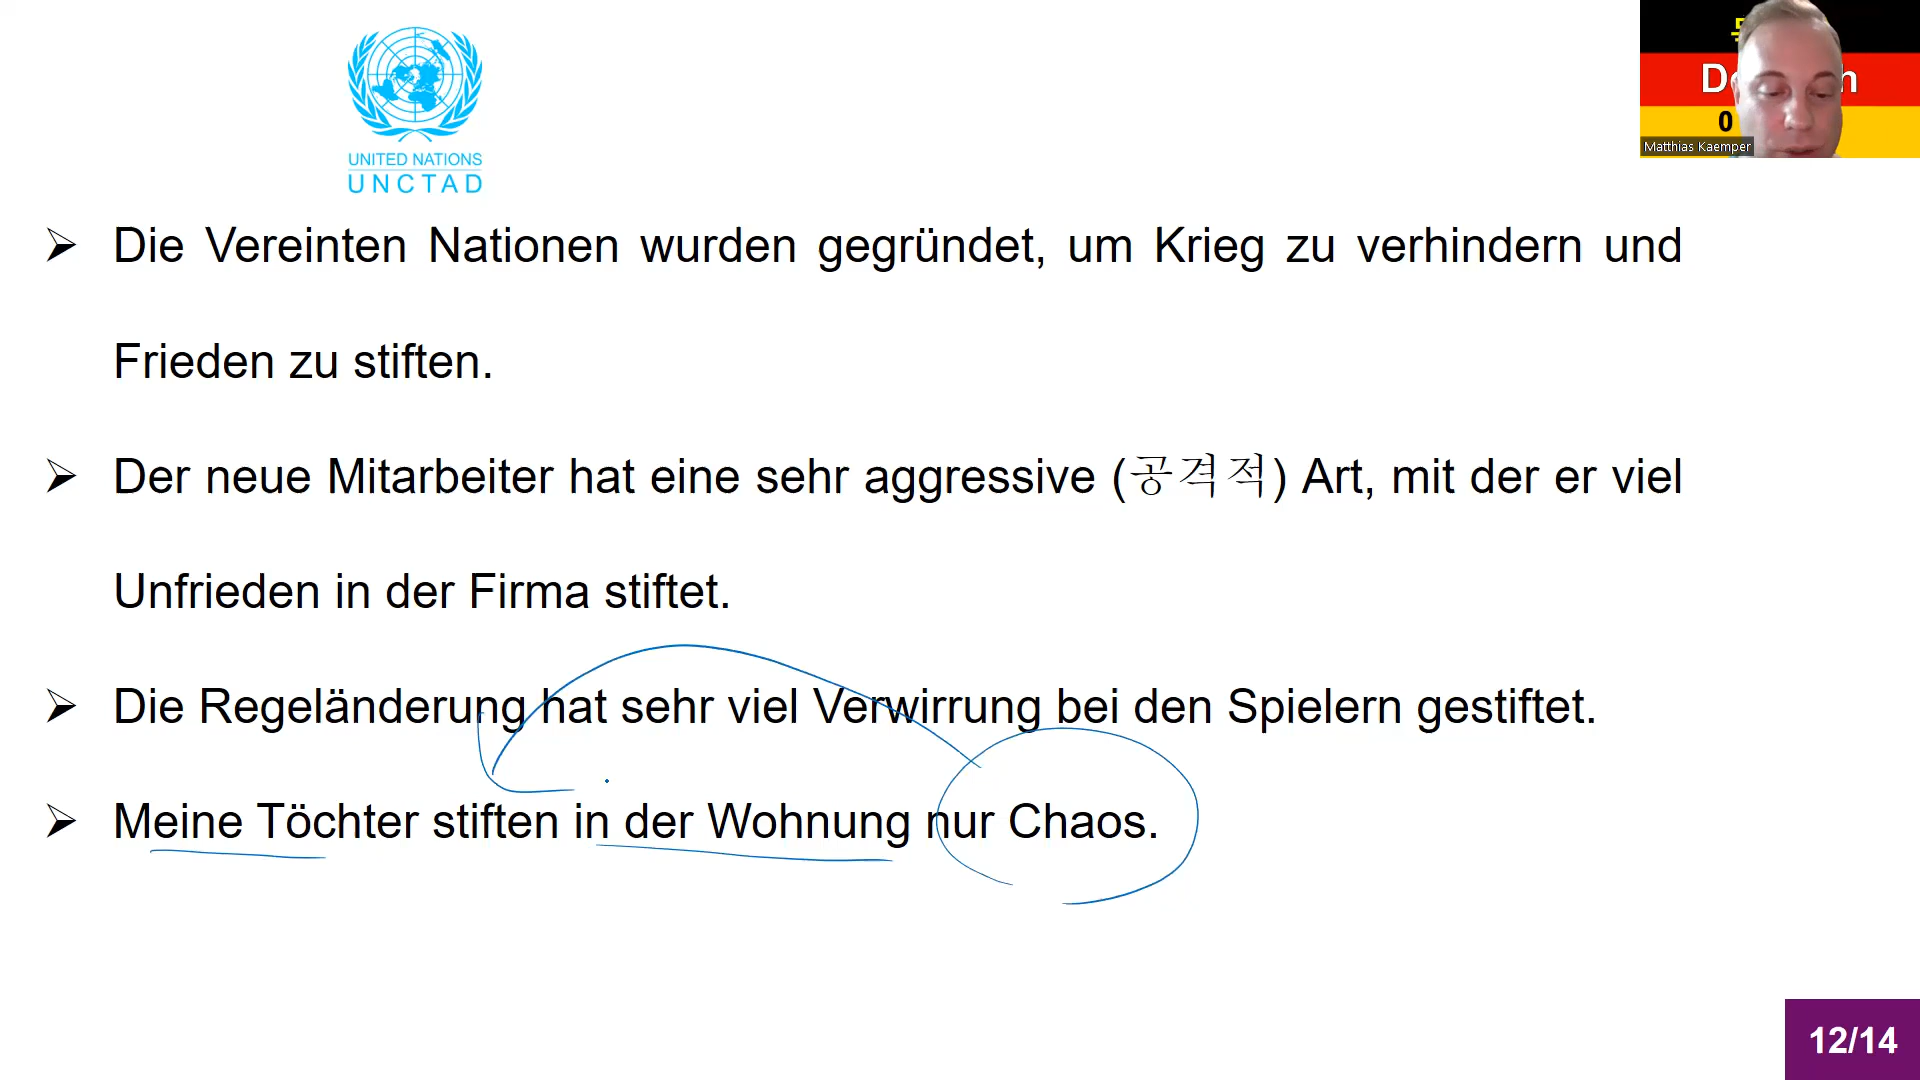 UNITED NATIONS
UNCTAD
Matthias Kaemper
➢ Die Vereinten Nationen wurden gegründet, um Krieg zu verhindern und
Frieden zu stiften.
➢ Der neue Mitarbeiter hat eine sehr aggressive (공격적) Art, mit der er viel
Unfrieden in der Firma stiftet.
➢ Die Regeländerung hat sehr viel Verwirrung bei den Spielern gestiftet.
➢ Meine Töchter stiften in der Wohnung nur Chaos.
12/14